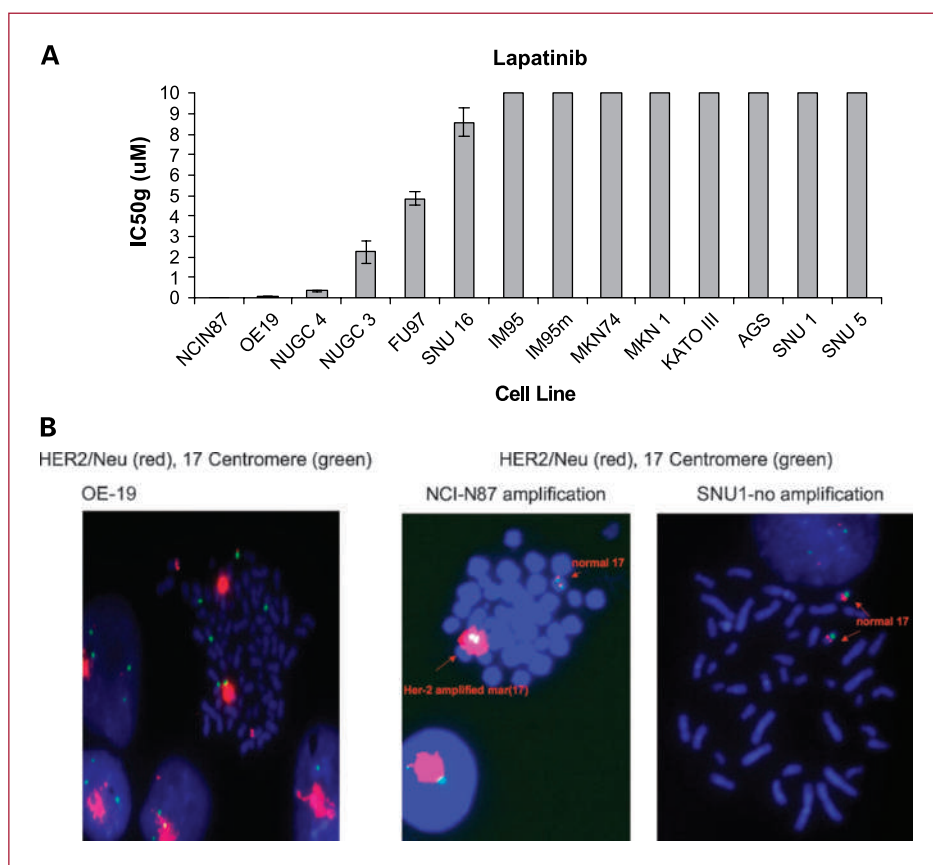 A
Lapatinib
IC50g (uM)
10
9
8
7
6
5
4
3
2
1
0
NCIN87
OE19
NUGC 4
NUGC 3
FU97
SNU 16
IM95
IM95m
MKN74
MKN 1
KATO III
AGS
SNU 1
SNU 5
Cell Line
B
HER2/Neu (red), 17 Centromere (green)
HER2/Neu (red), 17 Centromere (green)
OE-19
NCI-N87 amplification
SNU1-no amplification
normal 17
Her-2 amplified mar(17)
normal 17